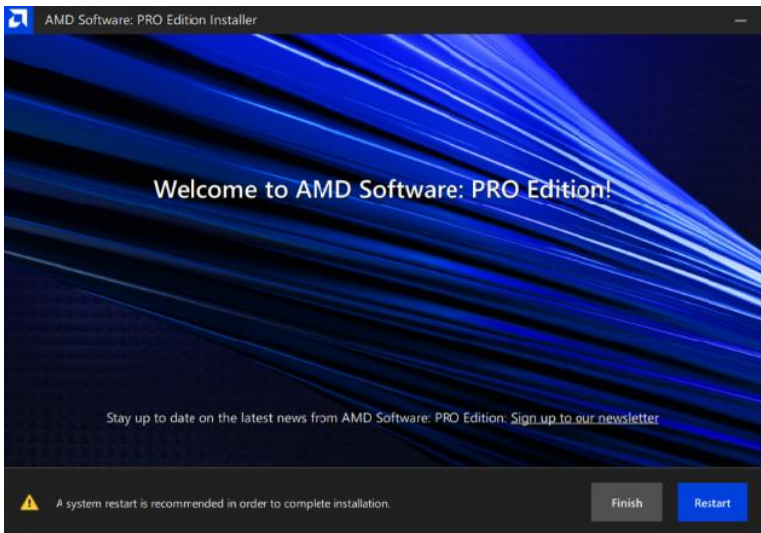 AMD Software: PRO Edition Installer
Welcome to AMD Software: PRO Edition!
Stay up to date on the latest news from AMD Software: PRO Edition: Sign up to our newsletter
A system restart is recommended in order to complete installation.
Finish
Restart